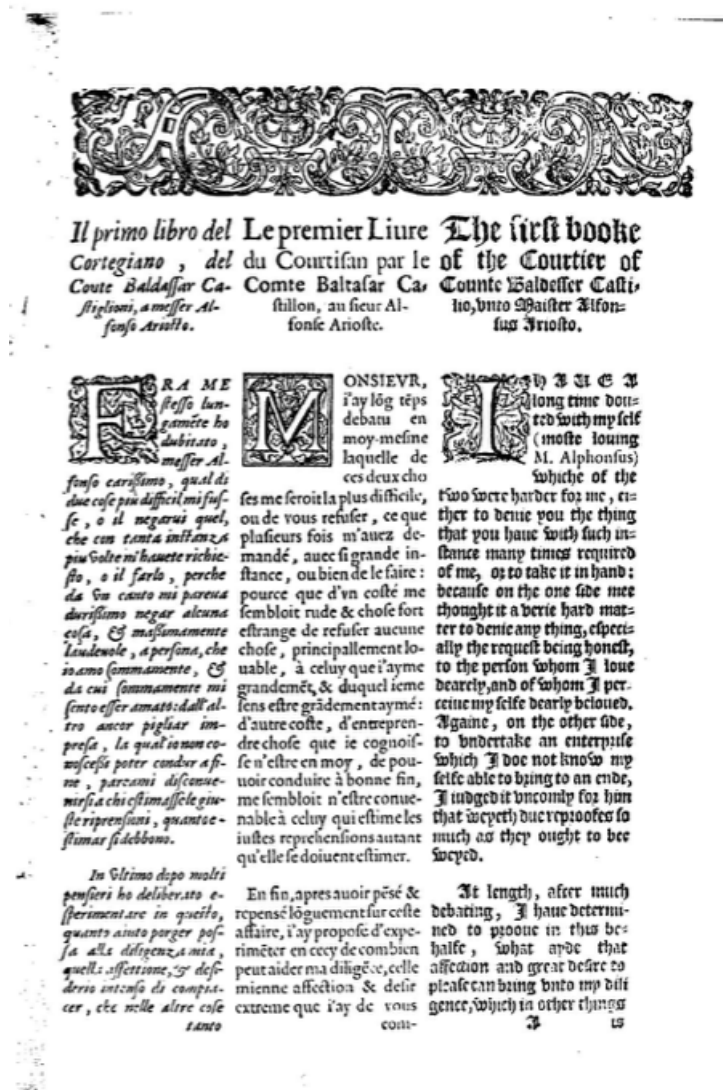 Il primo libro del
Cortegiano , del
Conte Baldassar Ca-
stiglioni, a messer Al-
fonso Ariosto.
FRA ME
stesso lun-
gamẽte ho
dubitato ,
messer Al-
fonso carissimo, qual di
due cose piu difficil mi fus-
se , o il negarui quel,
che con tanta instanza
piu volte m'hauete richie-
sto , o il farlo , perche
da vn canto mi pareua
durissimo negar alcuna
cosa , & massimamente
laudeuole , a persona, che
io amo sommamente , &
da cui sommamente mi
sento esser amato: dall'al-
tro ancor pigliar im-
presa , la qual io non co-
noscessi poter condur a fi-
ne , pareami disconue-
nirsi a chi estimasse le giu-
ste riprensioni , quanto e-
stimar si debbono.
In vltimo dopo molti
pensieri ho deliberato e-
sperimentare in questo,
quanto aiuto porger pos-
sa alla diligenza mia ,
quella affettione, & desi-
derio intenso di compia-
cer , che nelle altre cose
tanto
Le premier Liure
du Courtisan par le
Comte Baltasar Ca-
stillon, au sieur Al-
fonse Arioste.
MONSIEVR,
i'ay lõg tẽps
debatu en
moy-mesme
laquelle de
ces deux cho
ses me seroit la plus difficile,
ou de vous refuser , ce que
plusieurs fois m'auez de-
mandé , auec si grande in-
stance , ou bien de le faire :
pource que d'vn costé me
sembloit rude & chose fort
estrange de refuser aucune
chose , principallement lo-
uable , à celuy que i'ayme
grandemẽt, & duquel ie me
sens estre grãdement aymé :
d'autre coste , d'entrepren-
dre chose que ie cognois-
se n'estre en moy , de pou-
uoir conduire à bonne fin,
me sembloit n'estre conue-
nable à celuy qui estime les
iustes reprehensions autant
qu'elle se doiuent estimer.
En fin, apres auoir pẽsé &
repensé lõguement sur ceste
affaire, i'ay proposé d'expe-
rimẽter en cecy de combien
peut aider ma diligẽce, celle
mienne affection & desir
extreme que i'ay de vous
com-
The first booke
of the Courtier of
Counte Baldesser Casti-
lio, vnto Maister Alfon-
sus Ariosto.
I HAUE A
long time dou-
ted with my self
(moste louing
M. Alphonsus)
whiche of the
two were harder for me , ei-
ther to denie you the thing
that you haue with such in-
stance many times required
of me, or to take it in hand :
because on the one side mee
thought it a verie hard mat-
ter to denie any thing, especi-
ally the request being honest,
to the person whom I loue
dearely, and of whom I per-
ceiue my selfe dearly beloued.
Againe , on the other side,
to vndertake an enterprise
which I doe not know my
selfe able to bring to an ende,
I iudged it vncomly for him
that weyeth due reproofes so
much as they ought to bee
weyed.
At length, after much
debating, I haue determi-
ned to prooue in this be-
halfe , what ayde that
affection and great desire to
please can bring vnto my dili
gence, which in other things
A is